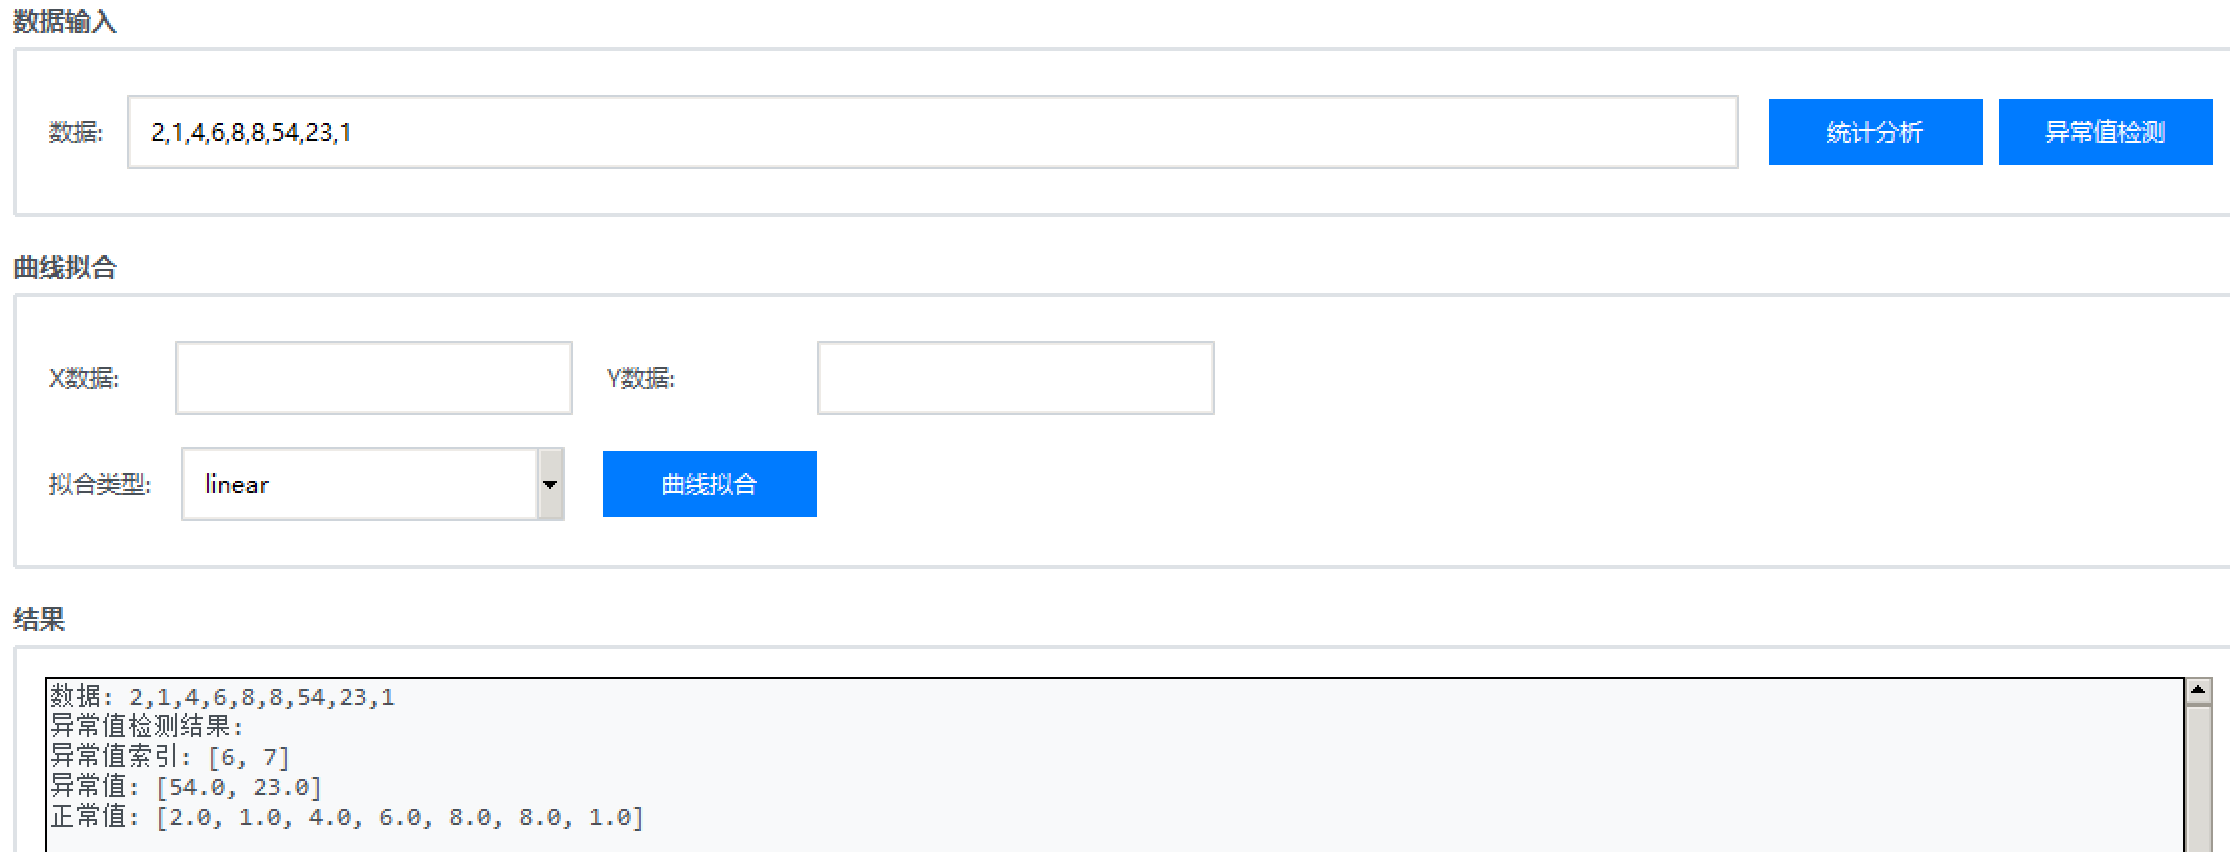 数据输入
数据: 2,1,4,6,8,8,54,23,1 统计分析 异常值检测
曲线拟合
X数据: Y数据:
拟合类型: linear 曲线拟合
结果
数据: 2,1,4,6,8,8,54,23,1
异常值检测结果:
异常值索引: [6, 7]
异常值: [54.0, 23.0]
正常值: [2.0, 1.0, 4.0, 6.0, 8.0, 8.0, 1.0]